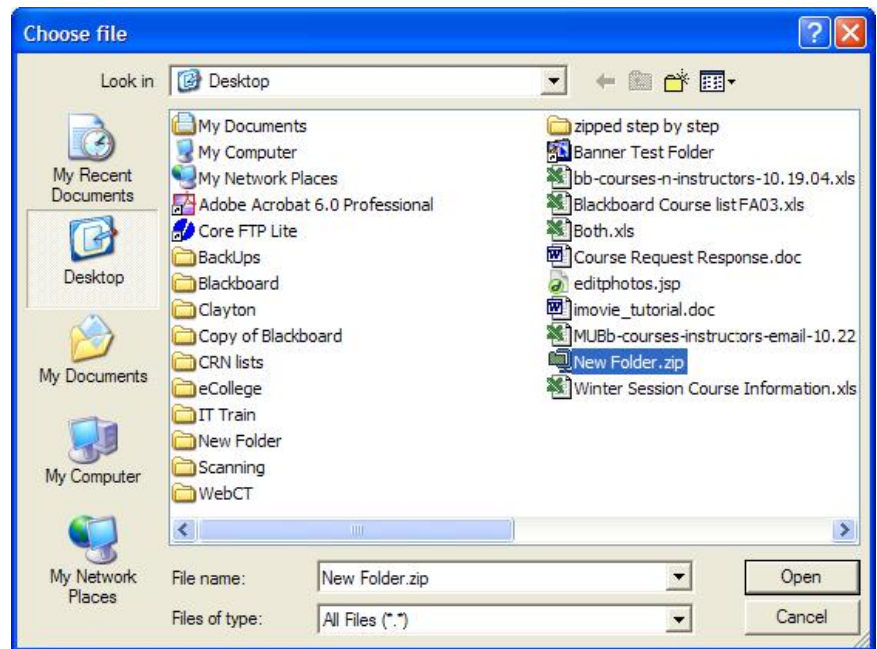 Choose file
Look in
Desktop
My Recent
Documents
Desktop
My Documents
My Computer
My Network
Places
My Documents
My Computer
My Network Places
Adobe Acrobat 6.0 Professional
Core FTP Lite
BackUps
Blackboard
Clayton
Copy of Blackboard
CRN lists
eCollege
IT Train
New Folder
Scanning
WebCT
zipped step by step
Banner Test Folder
bb-courses-n-instructors-10.19.04.xls
Blackboard Course list FA03.xls
Both.xls
Course Request Response.doc
editphotos.jsp
imovie_tutorial.doc
MUBb-courses-instructors-email-10.22
New Folder.zip
Winter Session Course Information.xls
File name:
New Folder.zip
Open
Files of type:
All Files (*.*)
Cancel